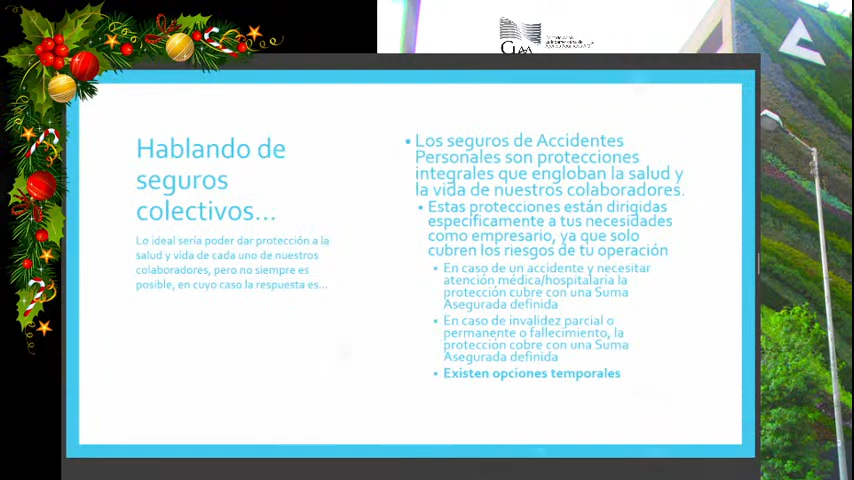 Hablando de
seguros
colectivos...
Lo ideal sería poder dar protección a la
salud y vida de cada uno de nuestros
colaboradores, pero no siempre es
posible, en cuyo caso la respuesta es...
• Los seguros de Accidentes
Personales son protecciones
integrales que engloban la salud y
la vida de nuestros colaboradores.
• Estas protecciones están dirigidas
específicamente a tus necesidades
como empresario, ya que solo
cubren los riesgos de tu operación
• En caso de un accidente y necesitar
atención médica/hospitalaria la
protección cubre con una Suma
Asegurada definida
• En caso de invalidez parcial o
permanente o fallecimiento, la
protección cobre con una Suma
Asegurada definida
• Existen opciones temporales